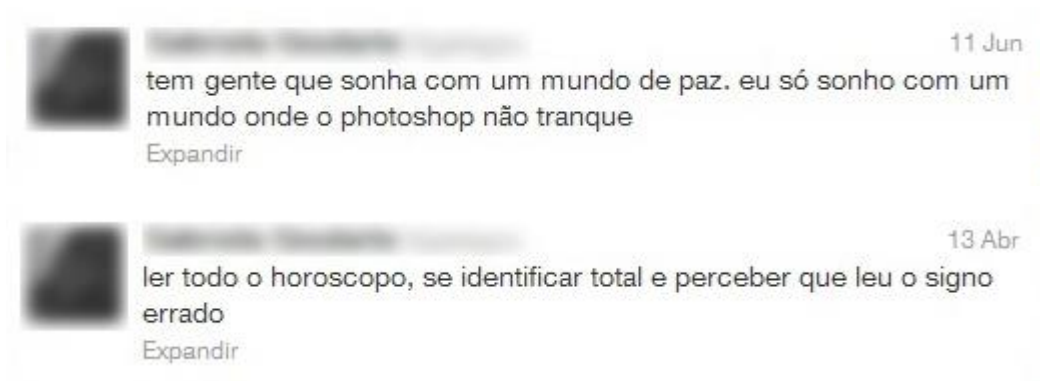 11 Jun
tem gente que sonha com um mundo de paz. eu só sonho com um
mundo onde o photoshop não tranque
Expandir
13 Abr
ler todo o horoscopo, se identificar total e perceber que leu o signo
errado
Expandir